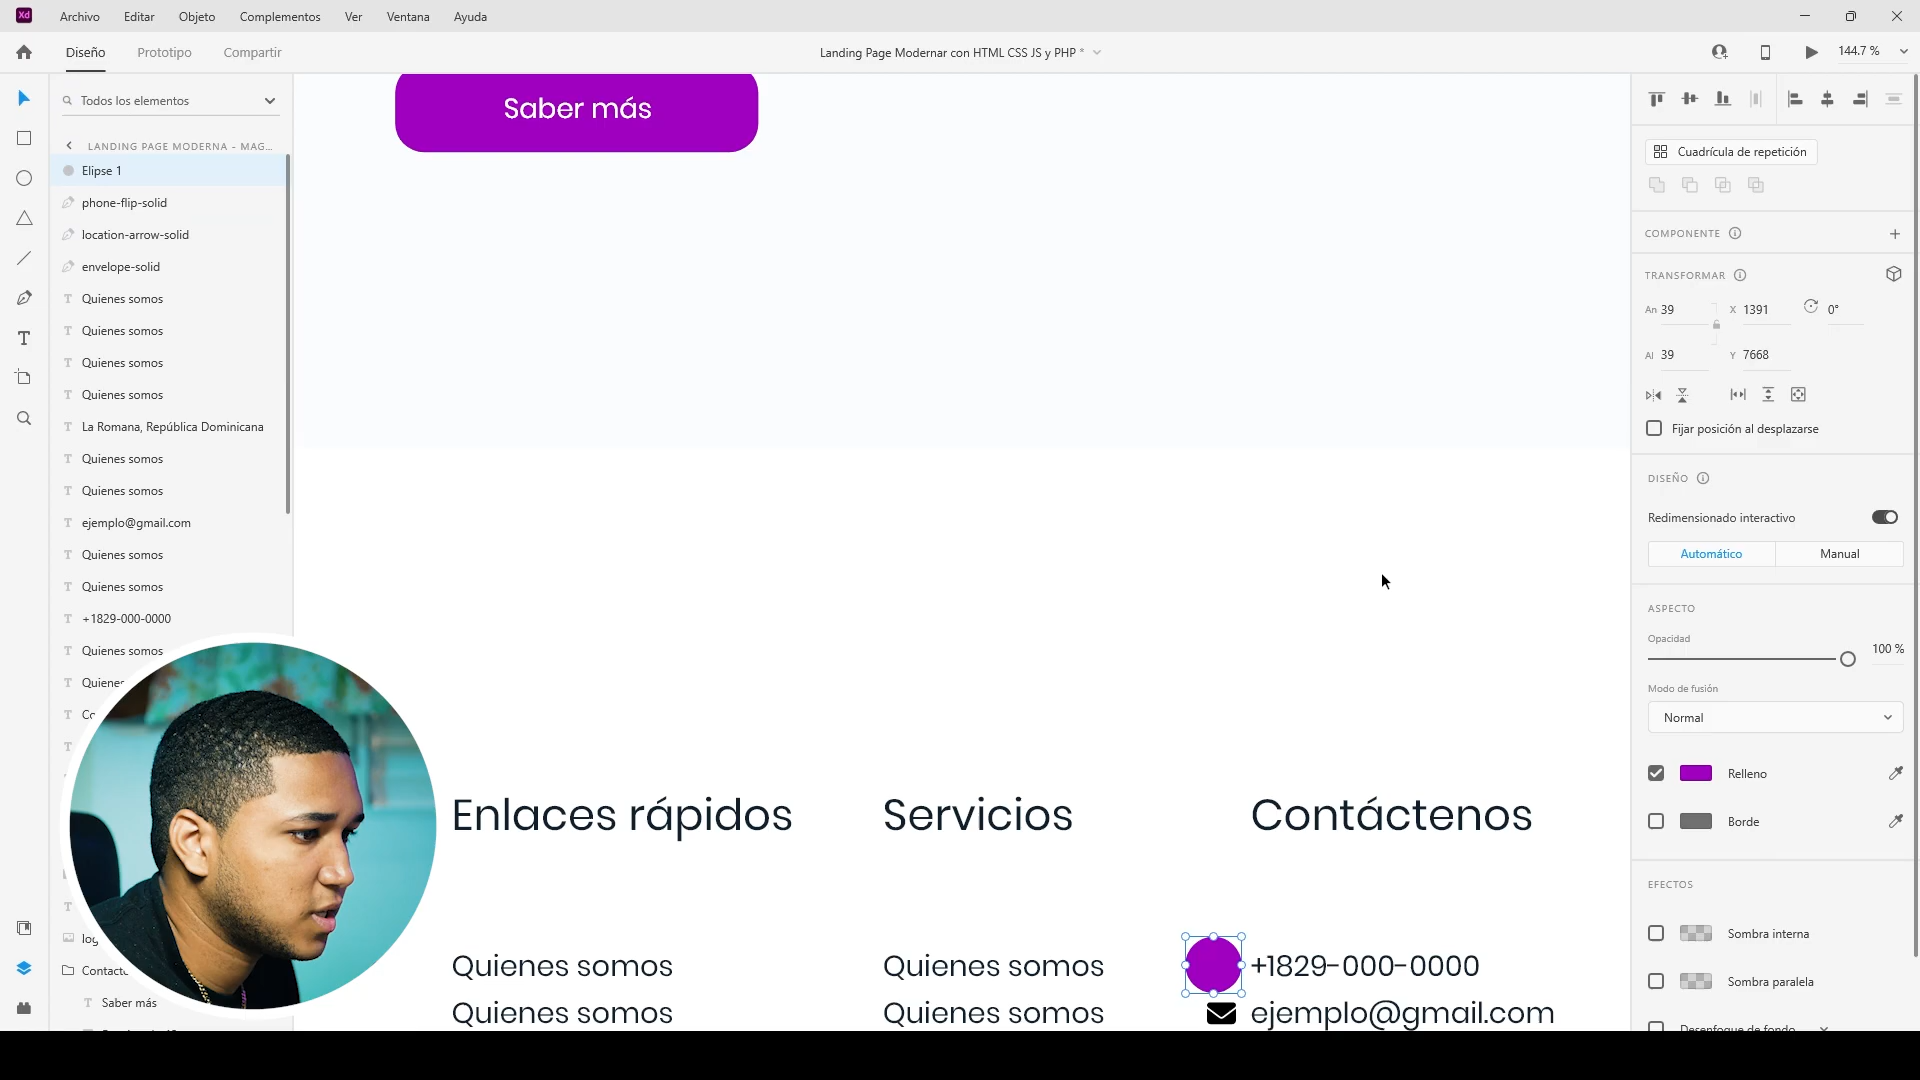 Xd Archivo Editar Objeto Complementos Ver Ventana Ayuda
Diseño Prototipo Compartir
Landing Page Modernar con HTML CSS JS y PHP *
144.7 %
Todos los elementos
LANDING PAGE MODERNA - MAG...
Elipse 1
phone-flip-solid
location-arrow-solid
envelope-solid
Quienes somos
Quienes somos
Quienes somos
Quienes somos
La Romana, República Dominicana
Quienes somos
Quienes somos
ejemplo@gmail.com
Quienes somos
Quienes somos
+1829-000-0000
Quienes somos
Saber más
Saber más
Enlaces rápidos
Servicios
Contáctenos
Quienes somos
Quienes somos
+1829-000-0000
Quienes somos
Quienes somos
ejemplo@gmail.com
Cuadrícula de repetición
COMPONENTE
TRANSFORMAR
An 39 X 1391 0°
Al 39 Y 7668
Fijar posición al desplazarse
DISEÑO
Redimensionado interactivo
Automático Manual
ASPECTO
Opacidad
100 %
Modo de fusión
Normal
Relleno
Borde
EFECTOS
Sombra interna
Sombra paralela
Desenfoque de fondo